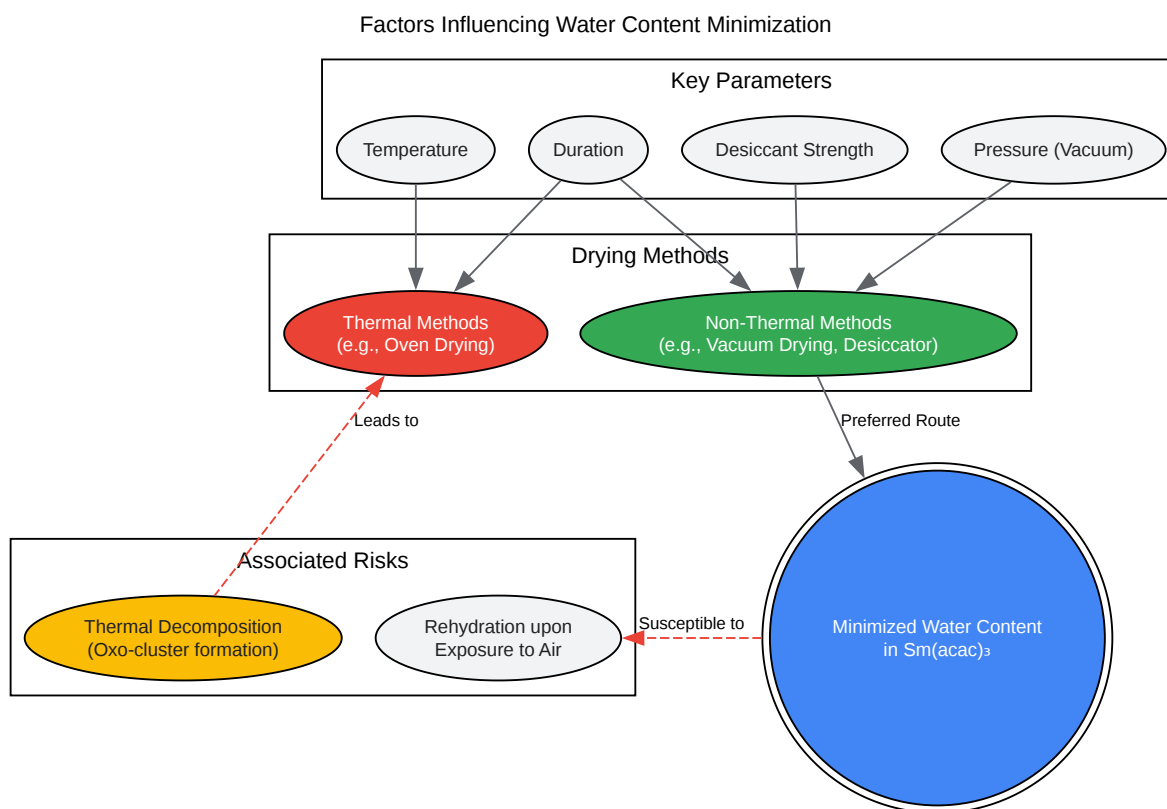 Factors Influencing Water Content Minimization
Key Parameters
Temperature
Duration
Desiccant Strength
Pressure (Vacuum)
Drying Methods
Thermal Methods
(e.g., Oven Drying)
Non-Thermal Methods
(e.g., Vacuum Drying, Desiccator)
Leads to
Preferred Route
Associated Risks
Thermal Decomposition
(Oxo-cluster formation)
Rehydration upon
Exposure to Air
Susceptible to
Minimized Water Content
in Sm(acac)₃